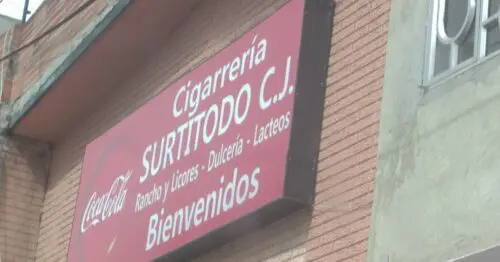 Cigarrería
SURTITODO C.J.
Coca-Cola
Rancho y Licores - Dulcería - Lacteos
Bienvenidos